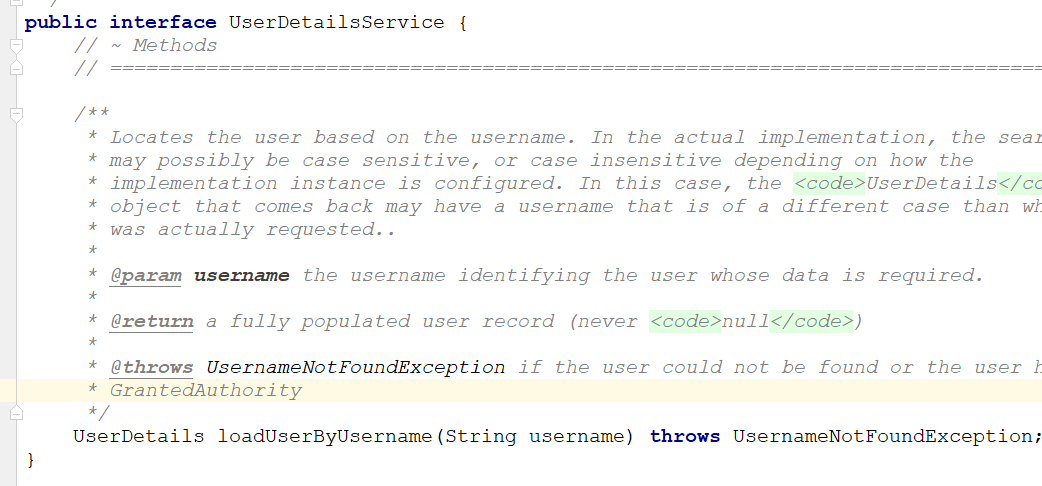 public interface UserDetailsService {
// ~ Methods
// ==============================================================================
/**
* Locates the user based on the username. In the actual implementation, the
* may possibly be case sensitive, or case insensitive depending on how the
* implementation instance is configured. In this case, the <code>UserDetails
* object that comes back may have a username that is of a different case than
* was actually requested..
*
* @param username the username identifying the user whose data is required.
*
* @return a fully populated user record (never <code>null</code>)
*
* @throws UsernameNotFoundException if the user could not be found or the user
* GrantedAuthority
*/
UserDetails loadUserByUsername(String username) throws UsernameNotFoundException;
}